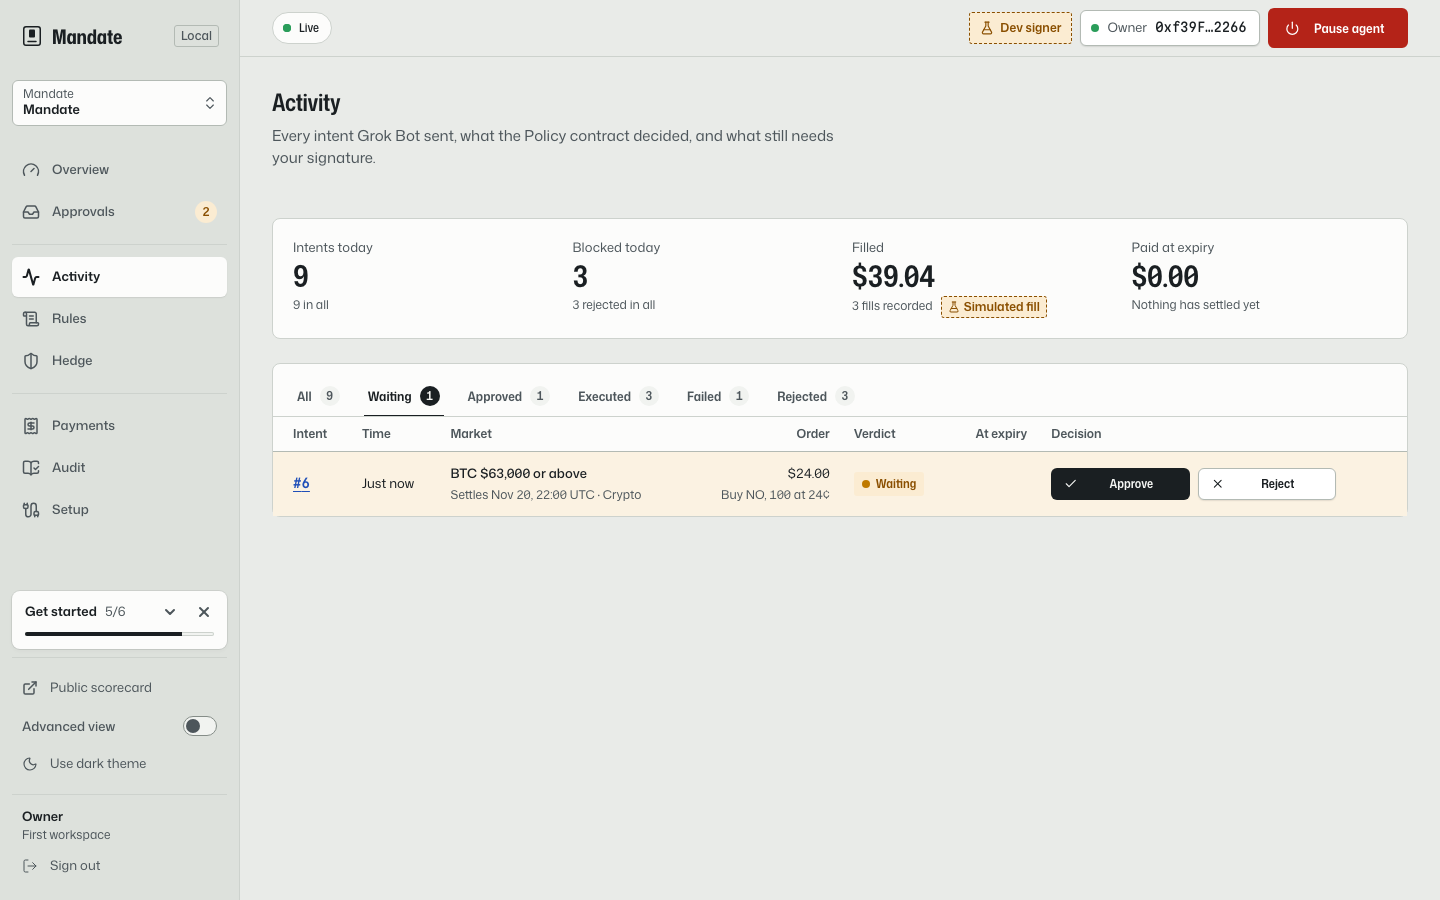 Mandate
Local
Mandate
Mandate
Overview
Approvals 2
Activity
Rules
Hedge
Payments
Audit
Setup
Get started 5/6
Public scorecard
Advanced view
Use dark theme
Owner
First workspace
Sign out
Live
Dev signer
Owner 0xf39F…2266
Pause agent
Activity
Every intent Grok Bot sent, what the Policy contract decided, and what still needs
your signature.
Intents today
9
9 in all
Blocked today
3
3 rejected in all
Filled
$39.04
3 fills recorded Simulated fill
Paid at expiry
$0.00
Nothing has settled yet
All 9 Waiting 1 Approved 1 Executed 3 Failed 1 Rejected 3
Intent Time Market Order Verdict At expiry Decision
#6 Just now
BTC $63,000 or above
Settles Nov 20, 22:00 UTC · Crypto
$24.00
Buy NO, 100 at 24¢
Waiting
Approve Reject